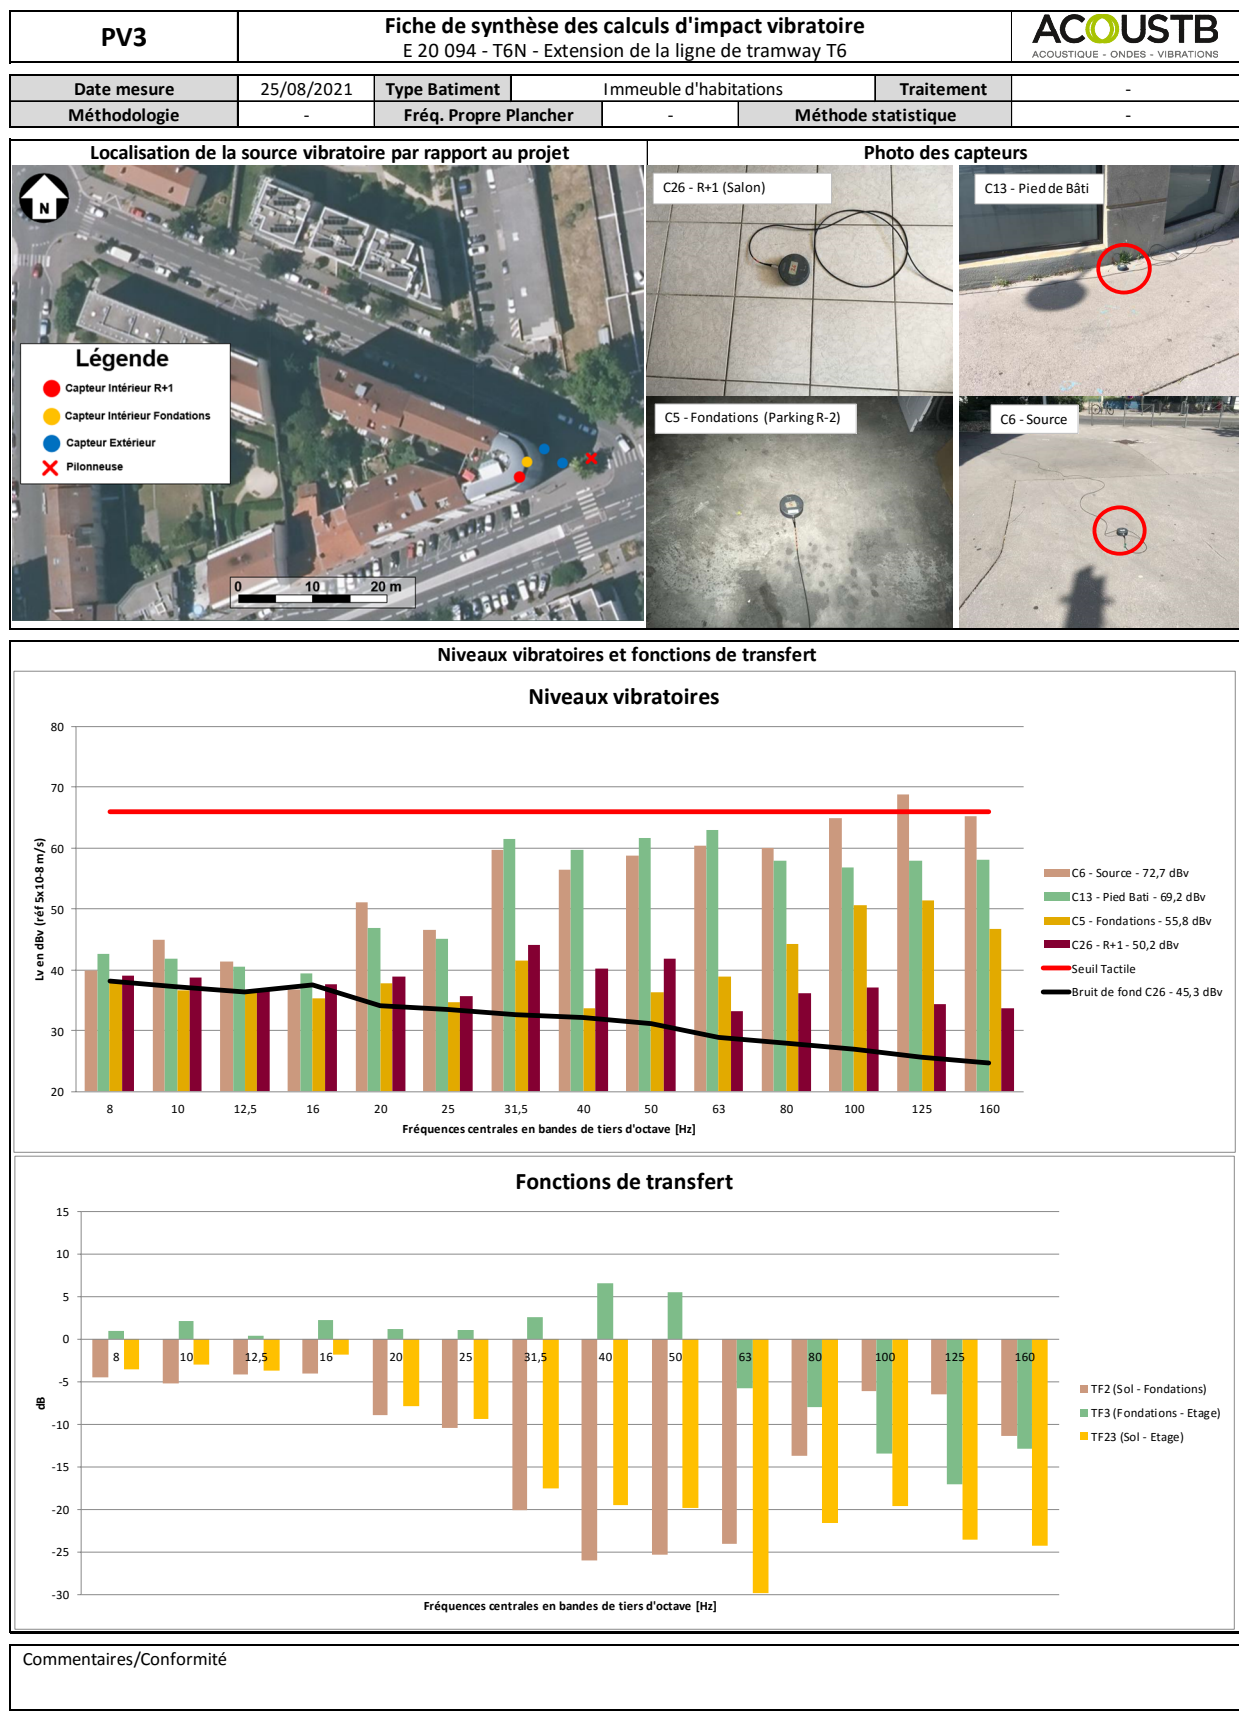 PV3
Fiche de synthèse des calculs d'impact vibratoire
E 20 094 - T6N - Extension de la ligne de tramway T6
ACOUSTB
ACOUSTIQUE - ONDES - VIBRATIONS
Date mesure
25/08/2021
Type Batiment
Immeuble d'habitations
Traitement
-
Méthodologie
-
Fréq. Propre Plancher
-
Méthode statistique
-
Localisation de la source vibratoire par rapport au projet
Photo des capteurs
N
Légende
Capteur Intérieur R+1
Capteur Intérieur Fondations
Capteur Extérieur
Pilonneuse
0 10 20 m
C26 - R+1 (Salon)
C13 - Pied de Bâti
C5 - Fondations (Parking R-2)
C6 - Source
Niveaux vibratoires et fonctions de transfert
Niveaux vibratoires
Lv en dBv (réf 5x10-8 m/s)
80
70
60
50
40
30
20
8 10 12,5 16 20 25 31,5 40 50 63 80 100 125 160
Fréquences centrales en bandes de tiers d'octave [Hz]
C6 - Source - 72,7 dBv
C13 - Pied Bati - 69,2 dBv
C5 - Fondations - 55,8 dBv
C26 - R+1 - 50,2 dBv
Seuil Tactile
Bruit de fond C26 - 45,3 dBv
Fonctions de transfert
dB
15
10
5
0
-5
-10
-15
-20
-25
-30
8 10 12,5 16 20 25 31,5 40 50 63 80 100 125 160
Fréquences centrales en bandes de tiers d'octave [Hz]
TF2 (Sol - Fondations)
TF3 (Fondations - Etage)
TF23 (Sol - Etage)
Commentaires/Conformité